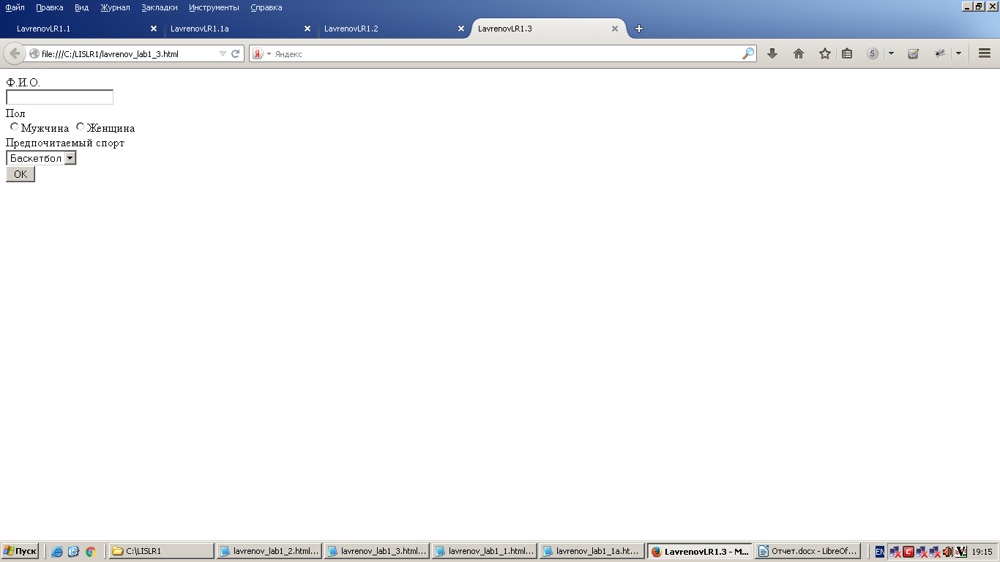 Файл Правка Вид Журнал Закладки Инструменты Справка
LavrenovLR1.1 LavrenovLR1.1a LavrenovLR1.2 LavrenovLR1.3
file:///C:/LISLR1/lavrenov_lab1_3.html Я Яндекс 5
Ф.И.О.
Пол
Мужчина Женщина
Предпочитаемый спорт
Баскетбол
OK
Пуск C:\LISLR1 lavrenov_lab1_2.html... lavrenov_lab1_3.html... lavrenov_lab1_1.html... lavrenov_lab1_1a.ht... LavrenovLR1.3 - M... Отчет.docx - LibreOf... EN 19:15